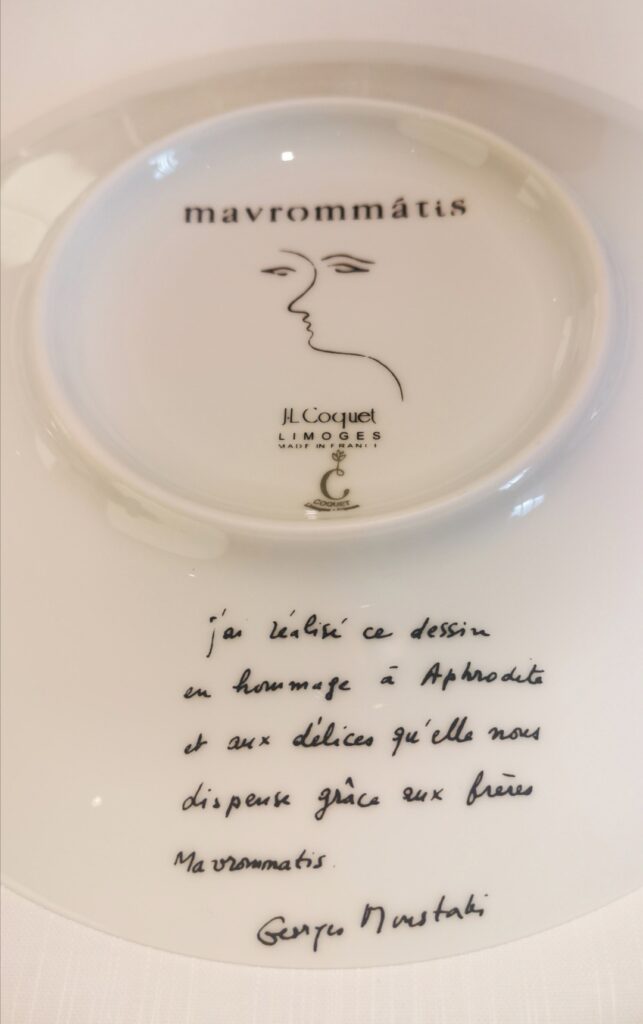 mavrommátis
J.L Coquet
LIMOGES
MADE IN FRANCE
C
COQUET
j'ai réalisé ce dessin
en hommage à Aphrodite
et aux délices qu'elle nous
dispense grâce aux frères
Mavrommatis.
Georges Moustaki